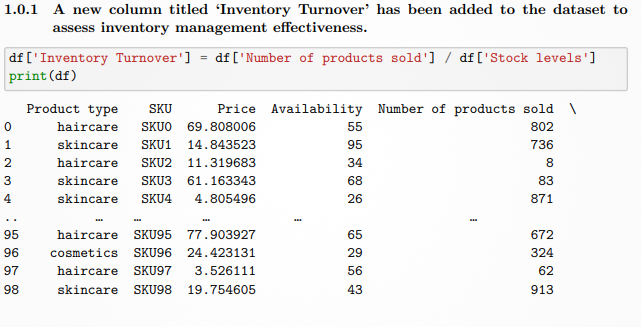 1.0.1 A new column titled ‘Inventory Turnover’ has been added to the dataset to
assess inventory management effectiveness.
df['Inventory Turnover'] = df['Number of products sold'] / df['Stock levels']
print(df)
Product type SKU Price Availability Number of products sold \
0 haircare SKU0 69.808006 55 802
1 skincare SKU1 14.843523 95 736
2 haircare SKU2 11.319683 34 8
3 skincare SKU3 61.163343 68 83
4 skincare SKU4 4.805496 26 871
.. … … … … …
95 haircare SKU95 77.903927 65 672
96 cosmetics SKU96 24.423131 29 324
97 haircare SKU97 3.526111 56 62
98 skincare SKU98 19.754605 43 913